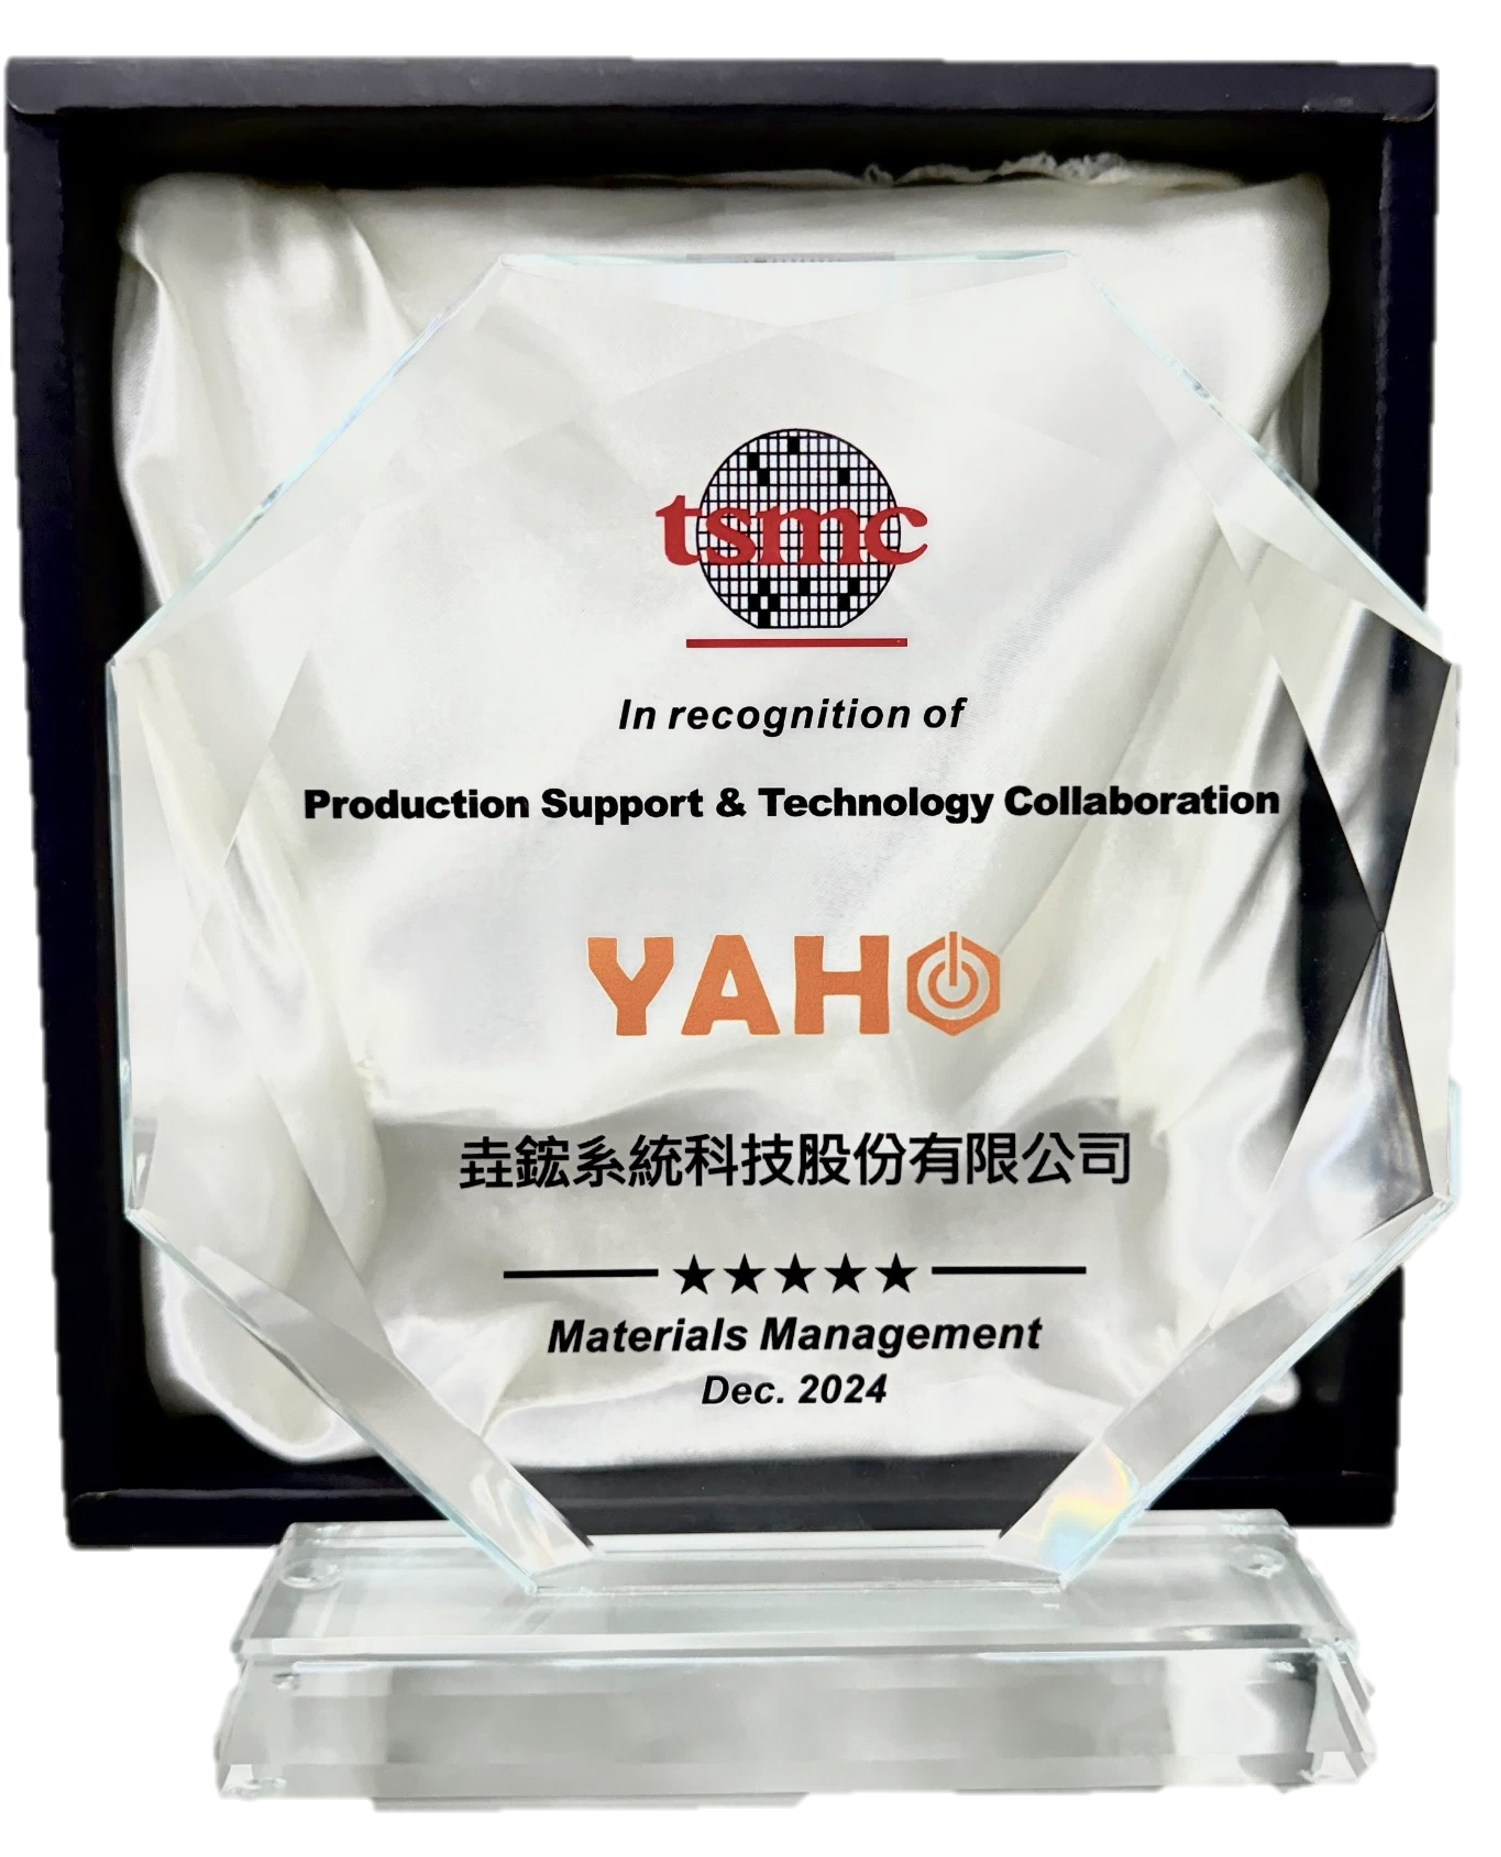 tsmc
In recognition of
Production Support & Technology Collaboration
YAHO
垚鋐系統科技股份有限公司
★★★★★
Materials Management
Dec. 2024